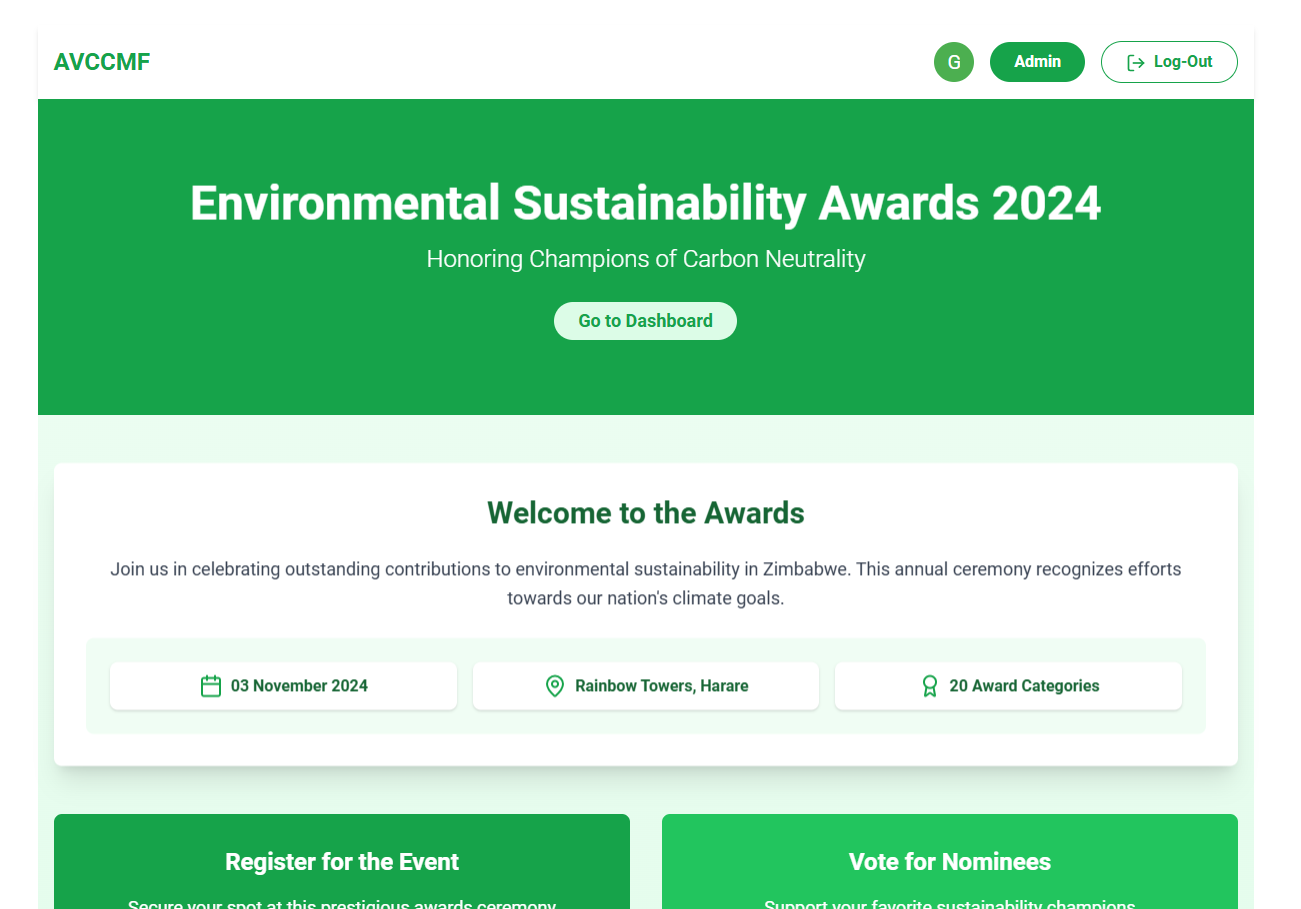 AVCCMF
G
Admin
Log-Out
Environmental Sustainability Awards 2024
Honoring Champions of Carbon Neutrality
Go to Dashboard
Welcome to the Awards
Join us in celebrating outstanding contributions to environmental sustainability in Zimbabwe. This annual ceremony recognizes efforts
towards our nation's climate goals.
03 November 2024
Rainbow Towers, Harare
20 Award Categories
Register for the Event
Vote for Nominees
Secure your spot at this prestigious awards ceremony
Support your favorite sustainability champions